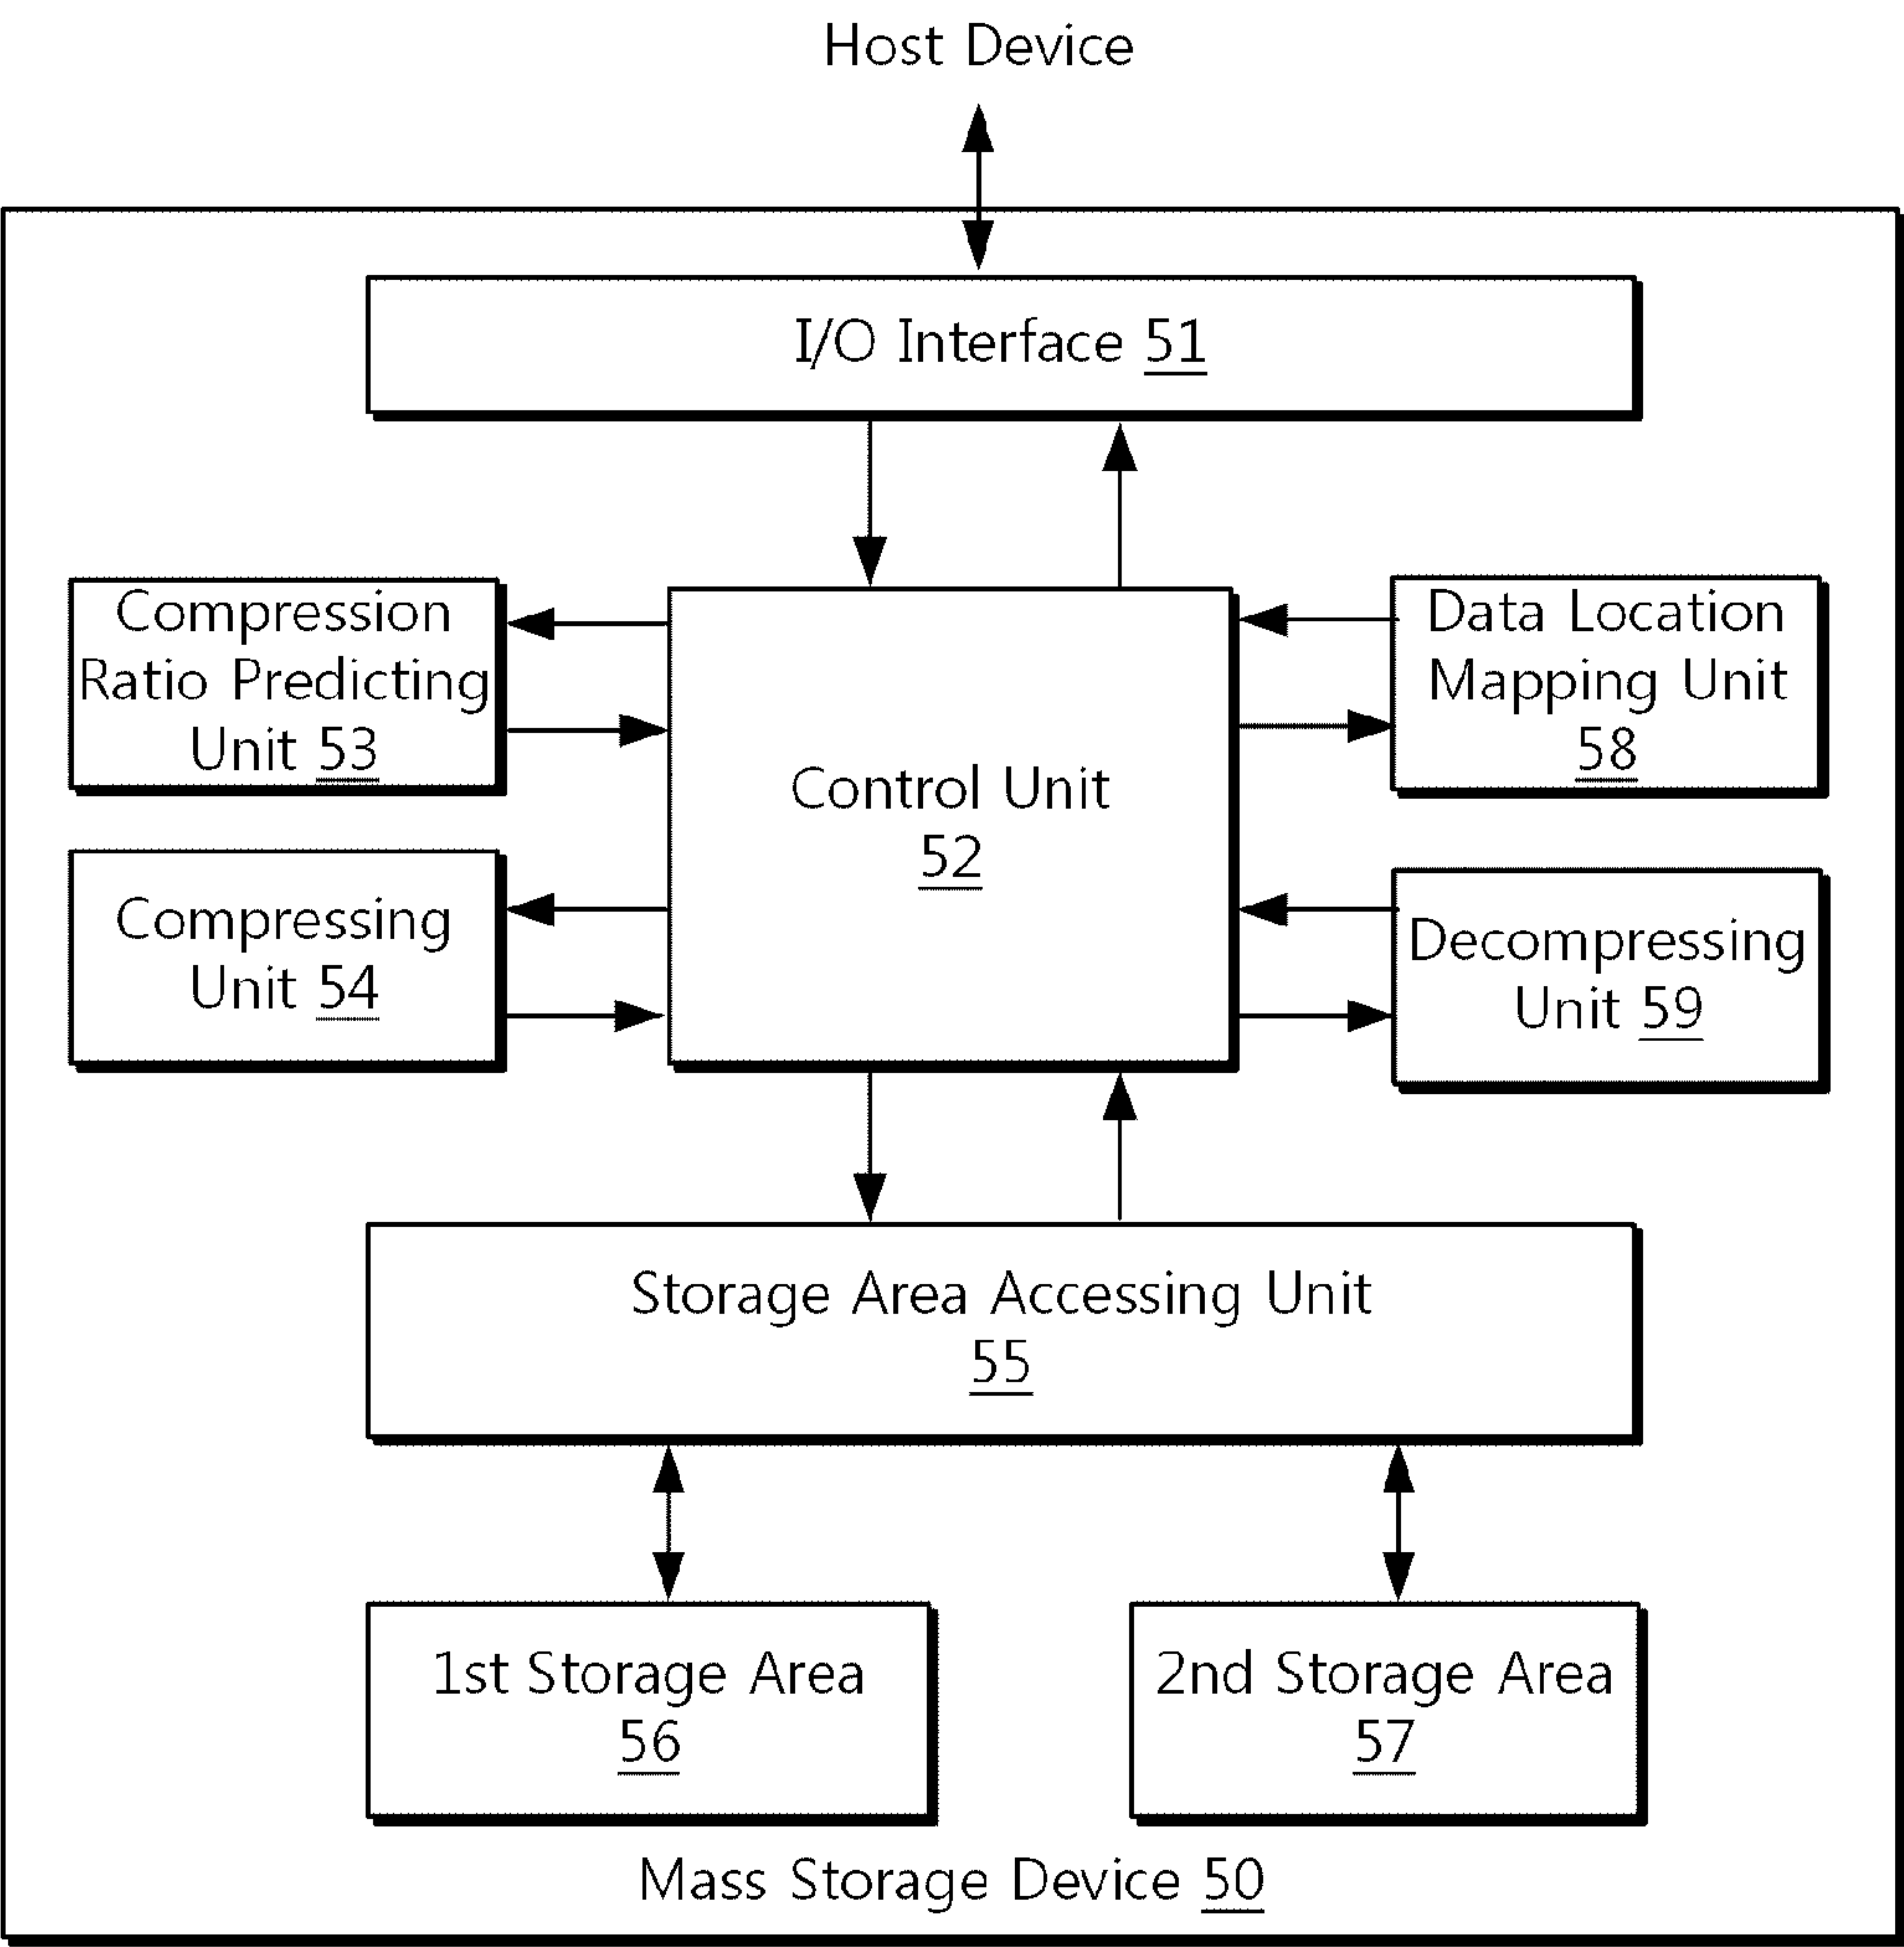 Host Device
I/O Interface 51
Compression
Ratio Predicting
Unit 53
Data Location
Mapping Unit
58
Control Unit
52
Compressing
Unit 54
Decompressing
Unit 59
Storage Area Accessing Unit
55
1st Storage Area
56
2nd Storage Area
57
Mass Storage Device 50